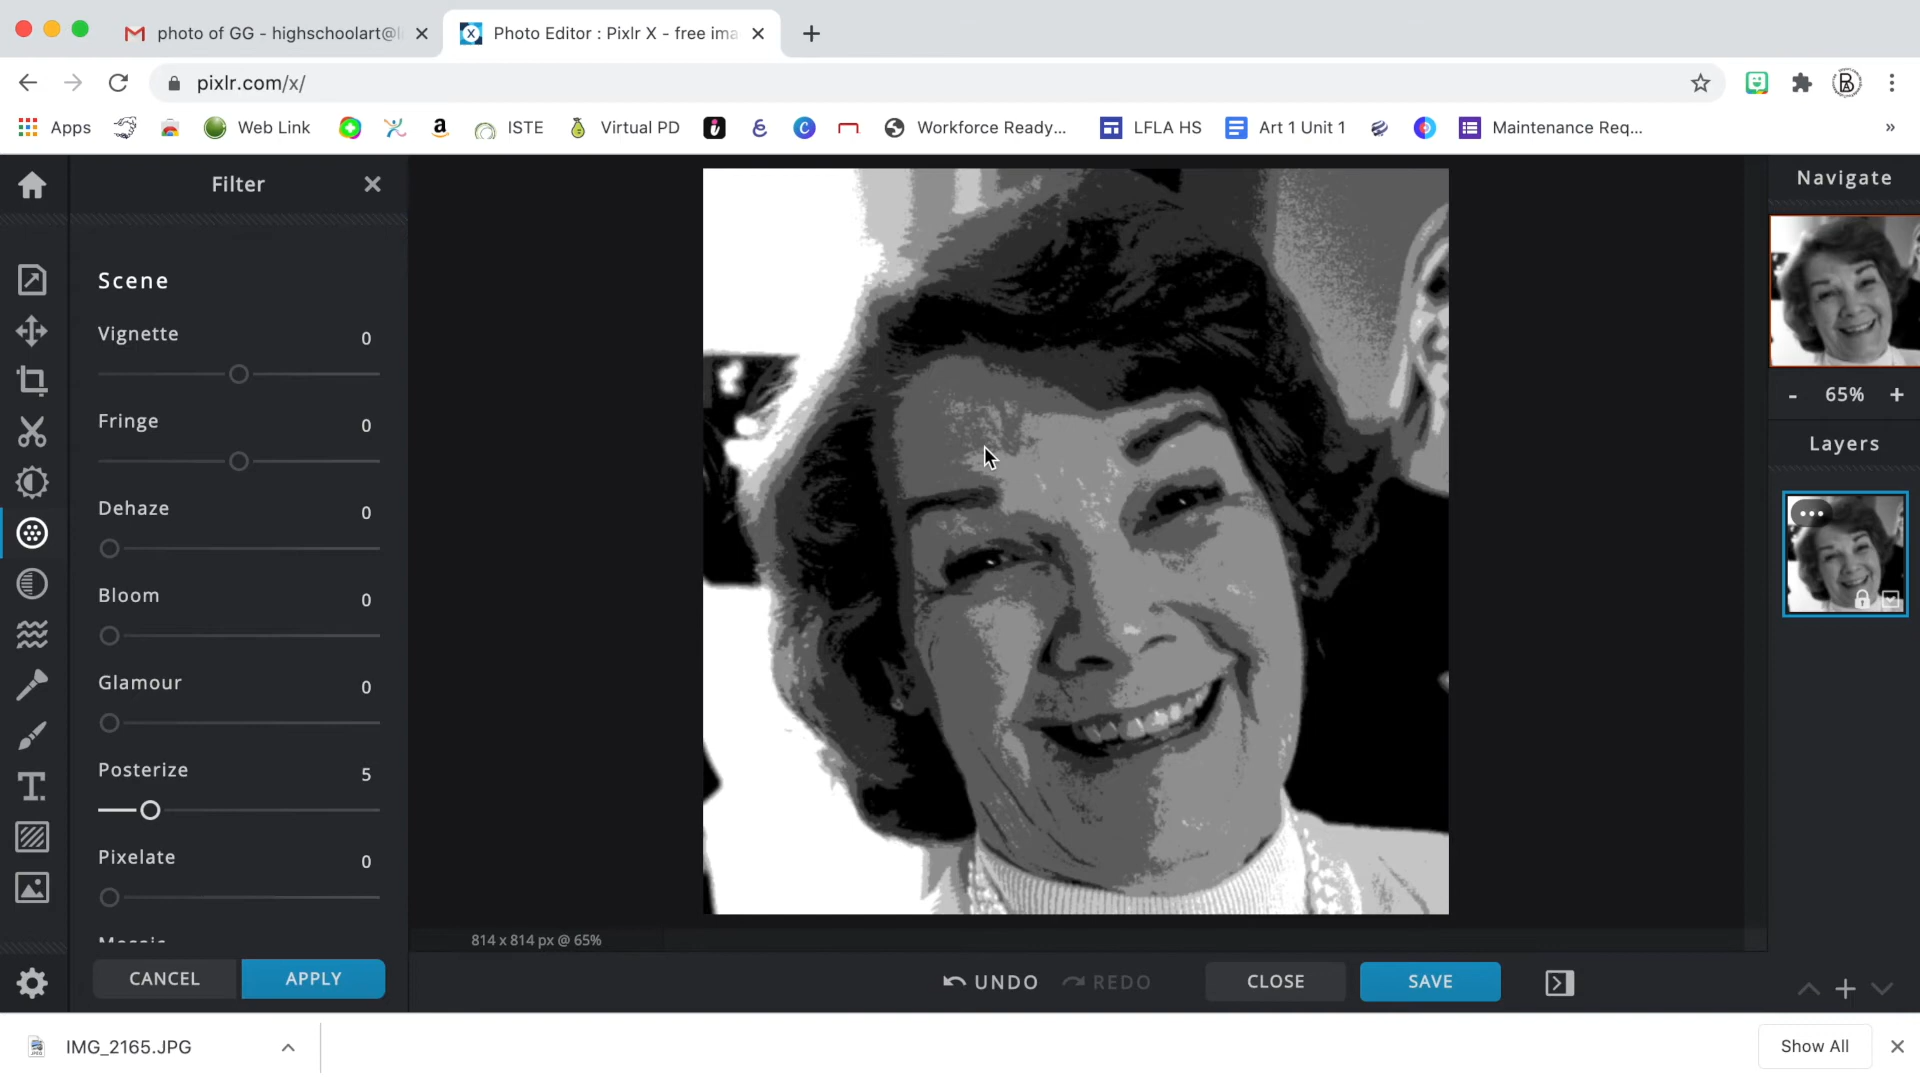 photo of GG - highschoolart@l
Photo Editor : Pixlr X - free ima
pixlr.com/x/
Apps
Web Link
ISTE
Virtual PD
Workforce Ready...
LFLA HS
Art 1 Unit 1
Maintenance Req...
»
Filter
Scene
Vignette 0
Fringe 0
Dehaze 0
Bloom 0
Glamour 0
Posterize 5
Pixelate 0
CANCEL
APPLY
814 x 814 px @ 65%
UNDO
REDO
CLOSE
SAVE
Navigate
- 65% +
Layers
IMG_2165.JPG
Show All